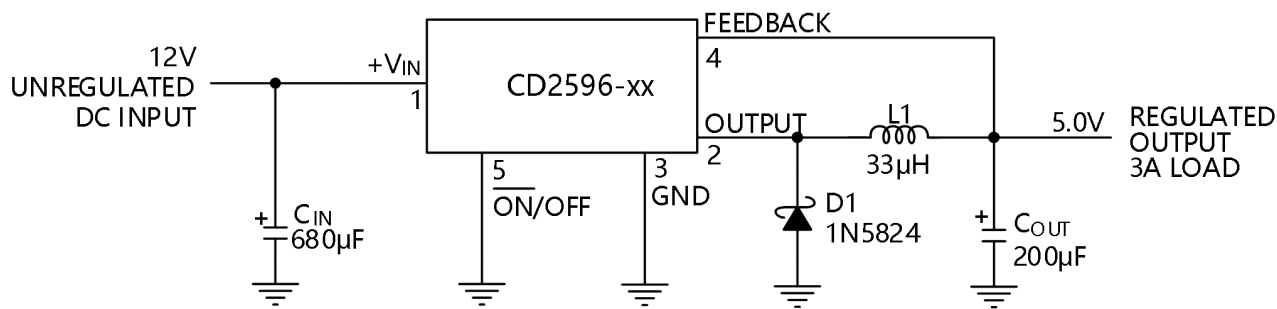 FEEDBACK
4
12V
UNREGULATED
DC INPUT
+VIN
1
CD2596-xx
OUTPUT
2
L1
33μH
5.0V
REGULATED
OUTPUT
3A LOAD
5
ON/OFF
3
GND
+
CIN
680μF
D1
1N5824
+
COUT
200μF